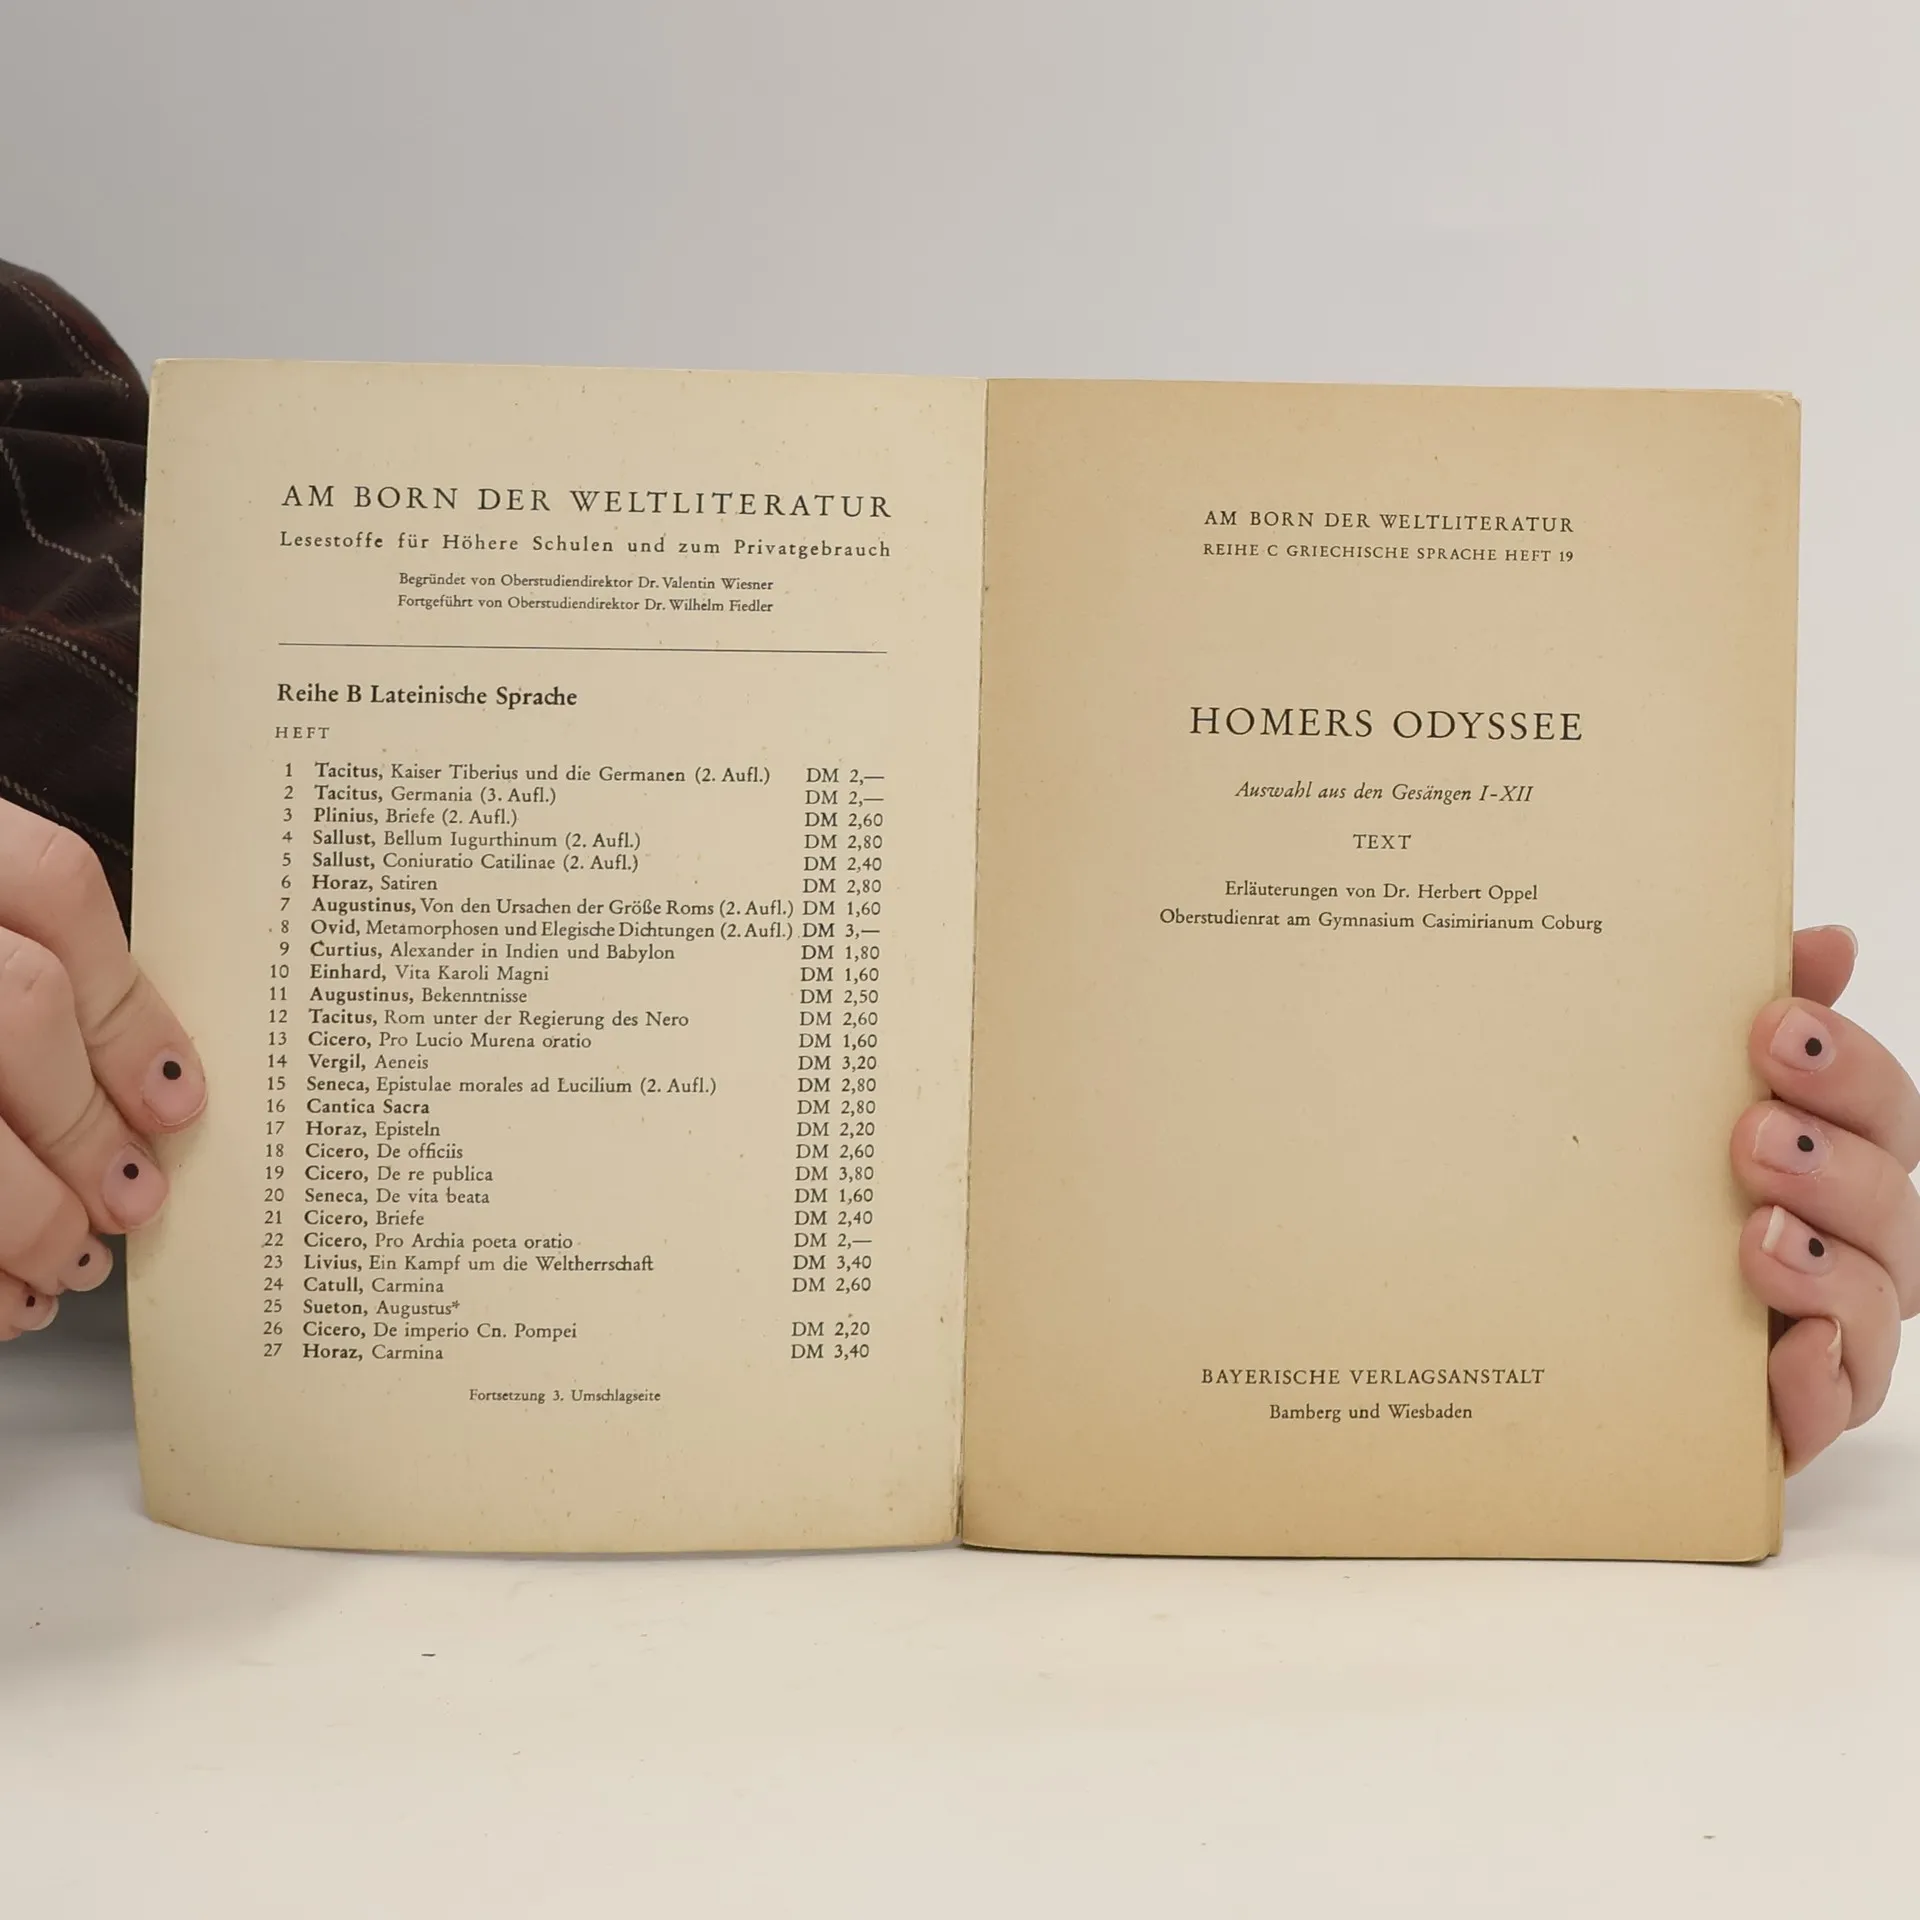 AM BORN DER WELTLITERATUR
Lesestoffe für Höhere Schulen und zum Privatgebrauch
Begründet von Oberstudiendirektor Dr. Valentin Wiesner
Fortgeführt von Oberstudiendirektor Dr. Wilhelm Fiedler
Reihe B Lateinische Sprache
HEFT
1 Tacitus, Kaiser Tiberius und die Germanen (2. Aufl.) DM 2,—
2 Tacitus, Germania (3. Aufl.) DM 2,—
3 Plinius, Briefe (2. Aufl.) DM 2,60
4 Sallust, Bellum Iugurthinum (2. Aufl.) DM 2,80
5 Sallust, Coniuratio Catilinae (2. Aufl.) DM 2,40
6 Horaz, Satiren DM 2,80
7 Augustinus, Von den Ursachen der Größe Roms (2. Aufl.) DM 1,60
8 Ovid, Metamorphosen und Elegische Dichtungen (2. Aufl.) DM 3,—
9 Curtius, Alexander in Indien und Babylon DM 1,80
10 Einhard, Vita Karoli Magni DM 1,60
11 Augustinus, Bekenntnisse DM 2,50
12 Tacitus, Rom unter der Regierung des Nero DM 2,60
13 Cicero, Pro Lucio Murena oratio DM 1,60
14 Vergil, Aeneis DM 3,20
15 Seneca, Epistulae morales ad Lucilium (2. Aufl.) DM 2,80
16 Cantica Sacra DM 2,80
17 Horaz, Episteln DM 2,20
18 Cicero, De officiis DM 2,60
19 Cicero, De re publica DM 3,80
20 Seneca, De vita beata DM 1,60
21 Cicero, Briefe DM 2,40
22 Cicero, Pro Archia poeta oratio DM 2,—
23 Livius, Ein Kampf um die Weltherrschaft DM 3,40
24 Catull, Carmina DM 2,60
25 Sueton, Augustus*
26 Cicero, De imperio Cn. Pompei DM 2,20
27 Horaz, Carmina DM 3,40
Fortsetzung 3. Umschlagseite
AM BORN DER WELTLITERATUR
REIHE C GRIECHISCHE SPRACHE HEFT 19
HOMERS ODYSSEE
Auswahl aus den Gesängen I-XII
TEXT
Erläuterungen von Dr. Herbert Oppel
Oberstudienrat am Gymnasium Casimirianum Coburg
BAYERISCHE VERLAGSANSTALT
Bamberg und Wiesbaden